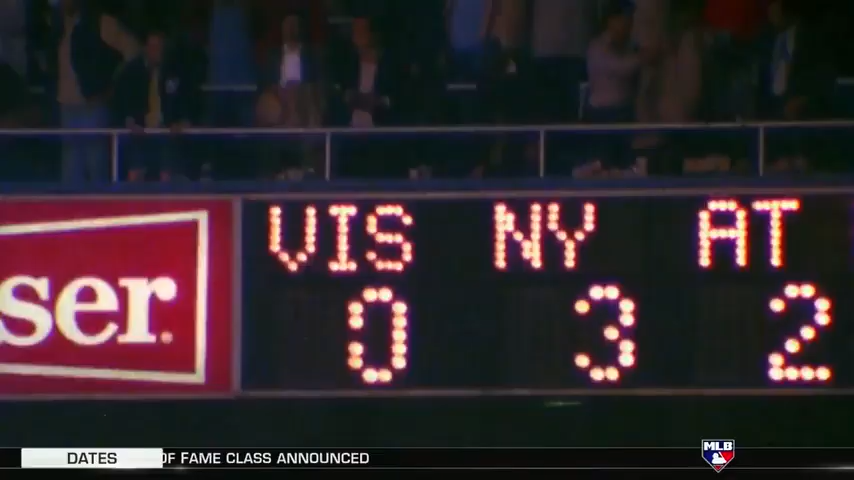 VIS NY AT
0 3 2
ser.
MLB
DATES OF FAME CLASS ANNOUNCED